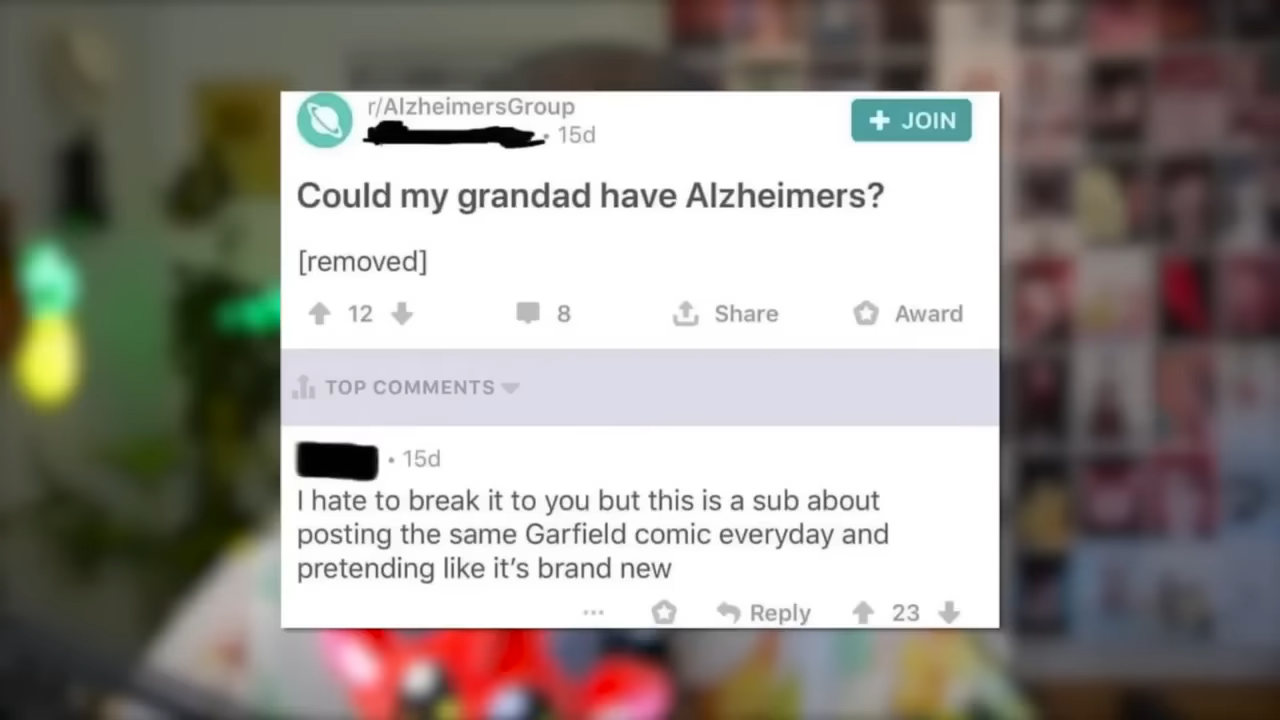 r/AlzheimersGroup
• 15d
+ JOIN
Could my grandad have Alzheimers?
[removed]
12
8
Share
Award
TOP COMMENTS
• 15d
I hate to break it to you but this is a sub about
posting the same Garfield comic everyday and
pretending like it's brand new
... Reply 23